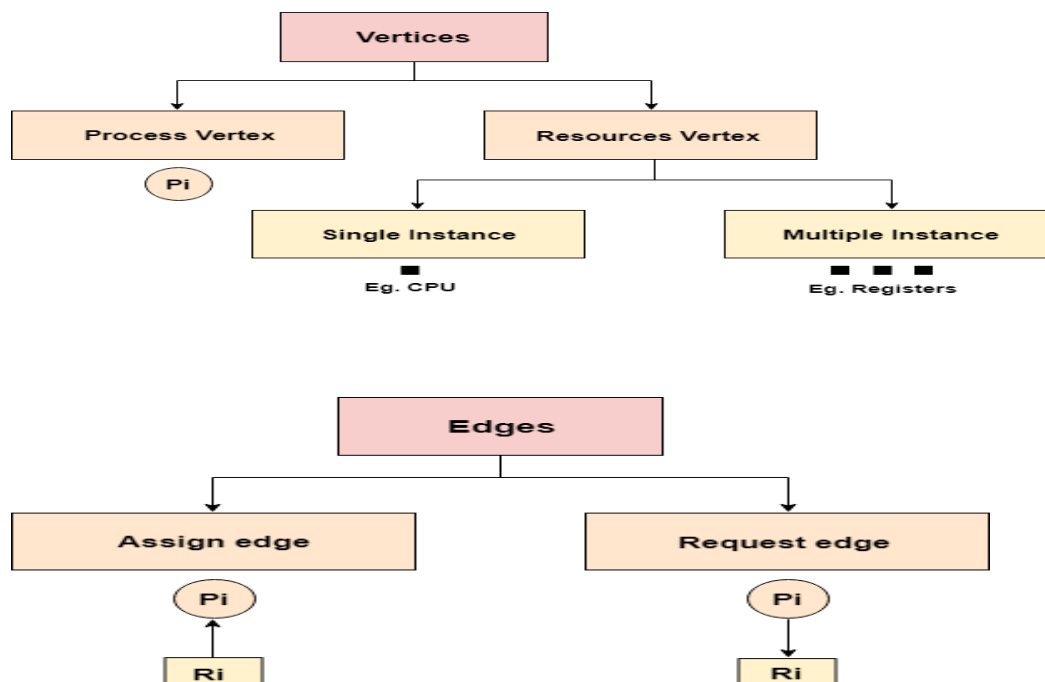 Vertices
Process Vertex
Resources Vertex
Pi
Single Instance
Multiple Instance
Eg. CPU
Eg. Registers
Edges
Assign edge
Request edge
Pi
Pi
Ri
Ri